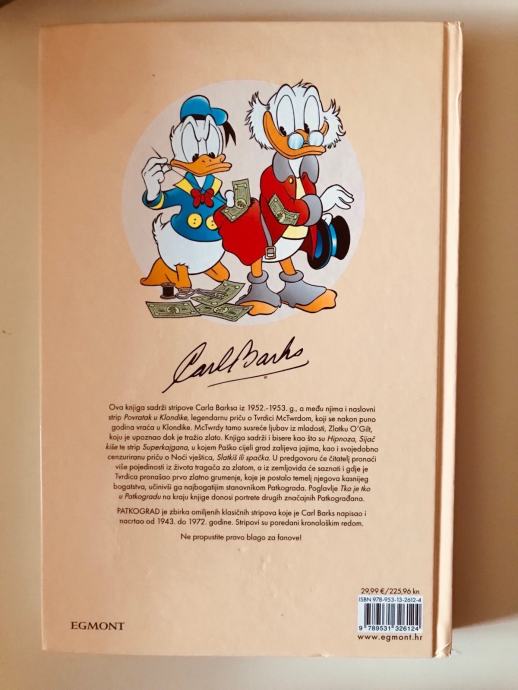 Carl Barks
Ova knjiga sadrži stripove Carla Barksa iz 1952.-1953. g., a među njima i naslovni
strip Povratak u Klondike, legendarnu priču o Tvrdici McTwrdom, koji se nakon puno
godina vraća u Klondike. McTwrdy tamo susreće ljubav iz mladosti, Zlatku O'Gilt,
koju je upoznao dok je tražio zlato. Knjiga sadrži i bisere kao što su Hipnoza, Sijač
kiše te strip Superkajgana, u kojem Paško cijeli grad zalijeva jajima, kao i svojedobno
cenzuriranu priču o Noći vještica, Slatkiš ili spačka. U predgovoru će čitatelj pronaći
više pojedinosti iz života tragača za zlatom, a iz zemljovida će saznati i gdje je
Tvrdica pronašao prvo zlatno grumenje, koje je postalo temelj njegova kasnijeg
bogatstva, učinivši ga najbogatijim stanovnikom Patkograda. Poglavlje Tko je tko
u Patkogradu na kraju knjige donosi portrete drugih značajnih Patkograđana.
PATKOGRAD je zbirka omiljenih klasičnih stripova koje je Carl Barks napisao i
nacrtao od 1943. do 1972. godine. Stripovi su poredani kronološkim redom.
Ne propustite pravo blago za fanove!
29,99 €/225,96 kn
ISBN 978-953-13-2612-4
9 789531 326124
EGMONT
www.egmont.hr